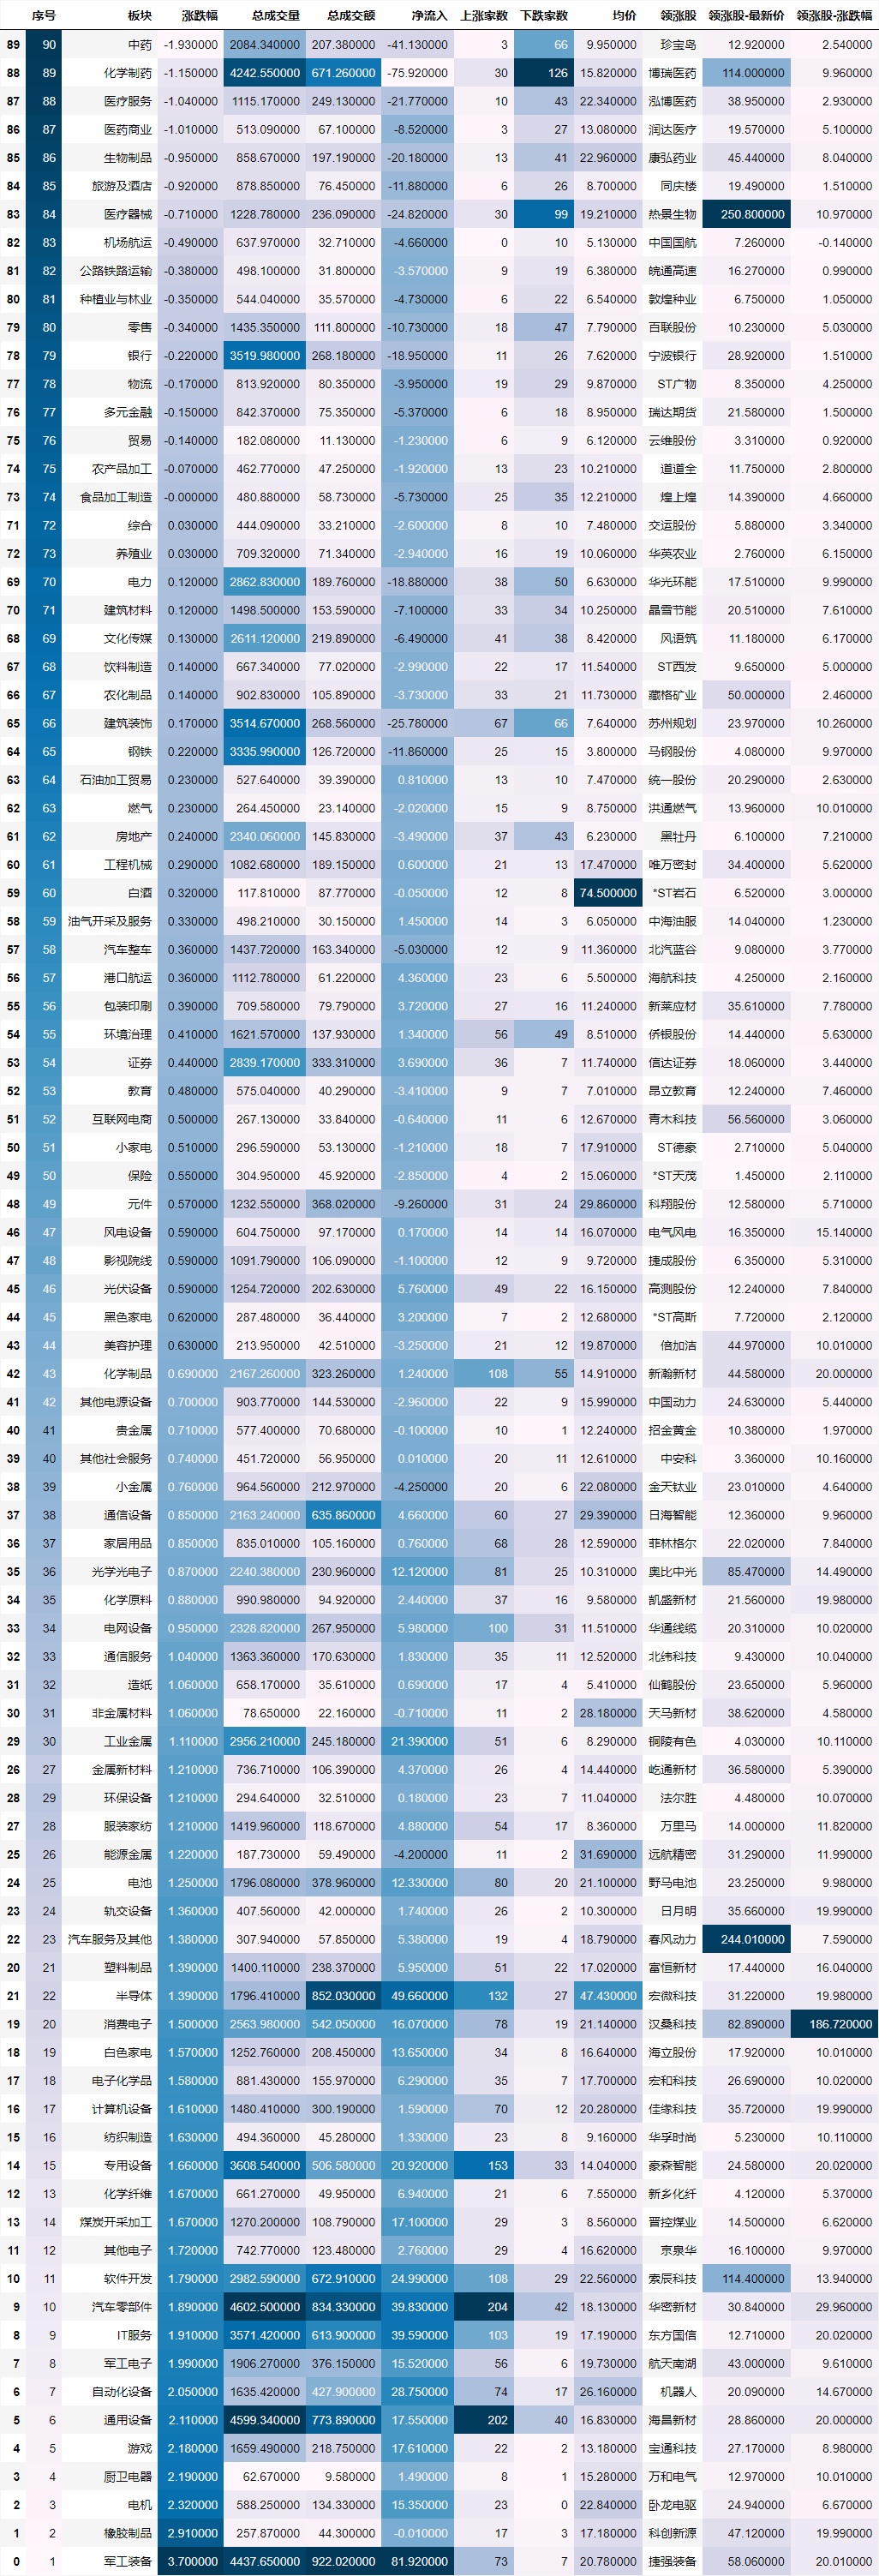 序号 板块 涨跌幅 总成交量 总成交额 净流入 上涨家数 下跌家数 均价 领涨股 领涨股-最新价 领涨股-涨跌幅
89 90 中药 -1.930000 2084.340000 207.380000 -41.130000 3 66 9.950000 珍宝岛 12.920000 2.540000
88 89 化学制药 -1.150000 4242.550000 671.260000 -75.920000 30 126 15.820000 博瑞医药 114.000000 9.960000
87 88 医疗服务 -1.040000 1115.170000 249.130000 -21.770000 10 43 22.340000 泓博医药 38.950000 2.930000
86 87 医药商业 -1.010000 513.090000 67.100000 -8.520000 3 27 13.080000 润达医疗 19.570000 5.100000
85 86 生物制品 -0.950000 858.670000 197.190000 -20.180000 13 41 22.960000 康弘药业 45.440000 8.040000
84 85 旅游及酒店 -0.920000 878.850000 76.450000 -11.880000 6 26 8.700000 同庆楼 19.490000 1.510000
83 84 医疗器械 -0.710000 1228.780000 236.090000 -24.820000 30 99 19.210000 热景生物 250.800000 10.970000
82 83 机场航运 -0.490000 637.970000 32.710000 -4.660000 0 10 5.130000 中国国航 7.260000 -0.140000
81 82 公路铁路运输 -0.380000 498.100000 31.800000 -3.570000 9 19 6.380000 皖通高速 16.270000 0.990000
80 81 种植业与林业 -0.350000 544.040000 35.570000 -4.730000 6 22 6.540000 敦煌种业 6.750000 1.050000
79 80 零售 -0.340000 1435.350000 111.800000 -10.730000 18 47 7.790000 百联股份 10.230000 5.030000
78 79 银行 -0.220000 3519.980000 268.180000 -18.950000 11 26 7.620000 宁波银行 28.920000 1.510000
77 78 物流 -0.170000 813.920000 80.350000 -3.950000 19 29 9.870000 ST广物 8.350000 4.250000
76 77 多元金融 -0.150000 842.370000 75.350000 -5.370000 6 18 8.950000 瑞达期货 21.580000 1.500000
75 76 贸易 -0.140000 182.080000 11.130000 -1.230000 6 9 6.120000 云维股份 3.310000 0.920000
74 75 农产品加工 -0.070000 462.770000 47.250000 -1.920000 13 23 10.210000 道道全 11.750000 2.800000
73 74 食品加工制造 -0.000000 480.880000 58.730000 -5.730000 25 35 12.210000 煌上煌 14.390000 4.660000
71 72 综合 0.030000 444.090000 33.210000 -2.600000 8 10 7.480000 交运股份 5.880000 3.340000
72 73 养殖业 0.030000 709.320000 71.340000 -2.940000 16 19 10.060000 华英农业 2.760000 6.150000
69 70 电力 0.120000 2862.830000 189.760000 -18.880000 38 50 6.630000 华光环能 17.510000 9.990000
70 71 建筑材料 0.120000 1498.500000 153.590000 -7.100000 33 34 10.250000 晶雪节能 20.510000 7.610000
68 69 文化传媒 0.130000 2611.120000 219.890000 -6.490000 41 38 8.420000 风语筑 11.180000 6.170000
67 68 饮料制造 0.140000 667.340000 77.020000 -2.990000 22 17 11.540000 ST西发 9.650000 5.000000
66 67 农化制品 0.140000 902.830000 105.890000 -3.730000 33 21 11.730000 藏格矿业 50.000000 2.460000
65 66 建筑装饰 0.170000 3514.670000 268.560000 -25.780000 67 66 7.640000 苏州规划 23.970000 10.260000
64 65 钢铁 0.220000 3335.990000 126.720000 -11.860000 25 15 3.800000 马钢股份 4.080000 9.970000
63 64 石油加工贸易 0.230000 527.640000 39.390000 0.810000 13 10 7.470000 统一股份 20.290000 2.630000
62 63 燃气 0.230000 264.450000 23.140000 -2.020000 15 9 8.750000 洪通燃气 13.960000 10.010000
61 62 房地产 0.240000 2340.060000 145.830000 -3.490000 37 43 6.230000 黑牡丹 6.100000 7.210000
60 61 工程机械 0.290000 1082.680000 189.150000 0.600000 21 13 17.470000 唯万密封 34.400000 5.620000
59 60 白酒 0.320000 117.810000 87.770000 -0.050000 12 8 74.500000 *ST岩石 6.520000 3.000000
58 59 油气开采及服务 0.330000 498.210000 30.150000 1.450000 14 3 6.050000 中海油服 14.040000 1.230000
57 58 汽车整车 0.360000 1437.720000 163.340000 -5.030000 12 9 11.360000 北汽蓝谷 9.080000 3.770000
56 57 港口航运 0.360000 1112.780000 61.220000 4.360000 23 6 5.500000 海航科技 4.250000 2.160000
55 56 包装印刷 0.390000 709.580000 79.790000 3.720000 27 16 11.240000 新莱应材 35.610000 7.780000
54 55 环境治理 0.410000 1621.570000 137.930000 1.340000 56 49 8.510000 侨银股份 14.440000 5.630000
53 54 证券 0.440000 2839.170000 333.310000 3.690000 36 7 11.740000 信达证券 18.060000 3.440000
52 53 教育 0.480000 575.040000 40.290000 -3.410000 9 7 7.010000 昂立教育 12.240000 7.460000
51 52 互联网电商 0.500000 267.130000 33.840000 -0.640000 11 6 12.670000 青木科技 56.560000 3.060000
50 51 小家电 0.510000 296.590000 53.130000 -1.210000 18 7 17.910000 ST德豪 2.710000 5.040000
49 50 保险 0.550000 304.950000 45.920000 -2.850000 4 2 15.060000 *ST天茂 1.450000 2.110000
48 49 元件 0.570000 1232.550000 368.020000 -9.260000 31 24 29.860000 科翔股份 12.580000 5.710000
46 47 风电设备 0.590000 604.750000 97.170000 0.170000 14 14 16.070000 电气风电 16.350000 15.140000
47 48 影视院线 0.590000 1091.790000 106.090000 -1.100000 12 9 9.720000 捷成股份 6.350000 5.310000
45 46 光伏设备 0.590000 1254.720000 202.630000 5.760000 49 22 16.150000 高测股份 12.240000 7.840000
44 45 黑色家电 0.620000 287.480000 36.440000 3.200000 7 2 12.680000 *ST高斯 7.720000 2.120000
43 44 美容护理 0.630000 213.950000 42.510000 -3.250000 21 12 19.870000 倍加洁 44.970000 10.010000
42 43 化学制品 0.690000 2167.260000 323.260000 1.240000 108 55 14.910000 新瀚新材 44.580000 20.000000
41 42 其他电源设备 0.700000 903.770000 144.530000 -2.960000 22 9 15.990000 中国动力 24.630000 5.440000
40 41 贵金属 0.710000 577.400000 70.680000 -0.100000 10 1 12.240000 招金黄金 10.380000 1.970000
39 40 其他社会服务 0.740000 451.720000 56.950000 0.010000 20 11 12.610000 中安科 3.360000 10.160000
38 39 小金属 0.760000 964.560000 212.970000 -4.250000 20 6 22.080000 金天钛业 23.010000 4.640000
37 38 通信设备 0.850000 2163.240000 635.860000 4.660000 60 27 29.390000 日海智能 12.360000 9.960000
36 37 家居用品 0.850000 835.010000 105.160000 0.760000 68 28 12.590000 菲林格尔 22.020000 7.840000
35 36 光学光电子 0.870000 2240.380000 230.960000 12.120000 81 25 10.310000 奥比中光 85.470000 14.490000
34 35 化学原料 0.880000 990.980000 94.920000 2.440000 37 16 9.580000 凯盛新材 21.560000 19.980000
33 34 电网设备 0.950000 2328.820000 267.950000 5.980000 100 31 11.510000 华通线缆 20.310000 10.020000
32 33 通信服务 1.040000 1363.360000 170.630000 1.830000 35 11 12.520000 北纬科技 9.430000 10.040000
31 32 造纸 1.060000 658.170000 35.610000 0.690000 17 4 5.410000 仙鹤股份 23.650000 5.960000
30 31 非金属材料 1.060000 78.650000 22.160000 -0.710000 11 2 28.180000 天马新材 38.620000 4.580000
29 30 工业金属 1.110000 2956.210000 245.180000 21.390000 51 6 8.290000 铜陵有色 4.030000 10.110000
26 27 金属新材料 1.210000 736.710000 106.390000 4.370000 26 4 14.440000 屹通新材 36.580000 5.390000
28 29 环保设备 1.210000 294.640000 32.510000 0.180000 23 7 11.040000 法尔胜 4.480000 10.070000
27 28 服装家纺 1.210000 1419.960000 118.670000 4.880000 54 17 8.360000 万里马 14.000000 11.820000
25 26 能源金属 1.220000 187.730000 59.490000 -4.200000 11 2 31.690000 远航精密 31.290000 11.990000
24 25 电池 1.250000 1796.080000 378.960000 12.330000 80 20 21.100000 野马电池 23.250000 9.980000
23 24 轨交设备 1.360000 407.560000 42.000000 1.740000 26 2 10.300000 日月明 35.660000 19.990000
22 23 汽车服务及其他 1.380000 307.940000 57.850000 5.380000 19 4 18.790000 春风动力 244.010000 7.590000
20 21 塑料制品 1.390000 1400.110000 238.370000 5.950000 51 22 17.020000 富恒新材 17.440000 16.040000
21 22 半导体 1.390000 1796.410000 852.030000 49.660000 132 27 47.430000 宏微科技 31.220000 19.980000
19 20 消费电子 1.500000 2563.980000 542.050000 16.070000 78 19 21.140000 汉桑科技 82.890000 186.720000
18 19 白色家电 1.570000 1252.760000 208.450000 13.650000 34 8 16.640000 海立股份 17.920000 10.010000
17 18 电子化学品 1.580000 881.430000 155.970000 6.290000 35 7 17.700000 宏和科技 26.690000 10.020000
16 17 计算机设备 1.610000 1480.410000 300.190000 1.590000 70 12 20.280000 佳缘科技 35.720000 19.990000
15 16 纺织制造 1.630000 494.360000 45.280000 1.330000 23 8 9.160000 华孚时尚 5.230000 10.110000
14 15 专用设备 1.660000 3608.540000 506.580000 20.920000 153 33 14.040000 豪森智能 24.580000 20.020000
12 13 化学纤维 1.670000 661.270000 49.950000 6.940000 21 6 7.550000 新乡化纤 4.120000 5.370000
13 14 煤炭开采加工 1.670000 1270.200000 108.790000 17.100000 29 3 8.560000 晋控煤业 14.500000 6.620000
11 12 其他电子 1.720000 742.770000 123.480000 2.760000 29 4 16.620000 京泉华 16.100000 9.970000
10 11 软件开发 1.790000 2982.590000 672.910000 24.990000 108 29 22.560000 索辰科技 114.400000 13.940000
9 10 汽车零部件 1.890000 4602.500000 834.330000 39.830000 204 42 18.130000 华密新材 30.840000 29.960000
8 9 IT服务 1.910000 3571.420000 613.900000 39.590000 103 19 17.190000 东方国信 12.710000 20.020000
7 8 军工电子 1.990000 1906.270000 376.150000 15.520000 56 6 19.730000 航天南湖 43.000000 9.610000
6 7 自动化设备 2.050000 1635.420000 427.900000 28.750000 74 17 26.160000 机器人 20.090000 14.670000
5 6 通用设备 2.110000 4599.340000 773.890000 17.550000 202 40 16.830000 海昌新材 28.860000 20.000000
4 5 游戏 2.180000 1659.490000 218.750000 17.610000 22 2 13.180000 宝通科技 27.170000 8.980000
3 4 厨卫电器 2.190000 62.670000 9.580000 1.490000 8 1 15.280000 万和电气 12.970000 10.010000
2 3 电机 2.320000 588.250000 134.330000 15.350000 23 0 22.840000 卧龙电驱 24.940000 6.670000
1 2 橡胶制品 2.910000 257.870000 44.300000 -0.010000 17 3 17.180000 科创新源 47.120000 19.990000
0 1 军工装备 3.700000 4437.650000 922.020000 81.920000 73 7 20.780000 捷强装备 58.060000 20.010000